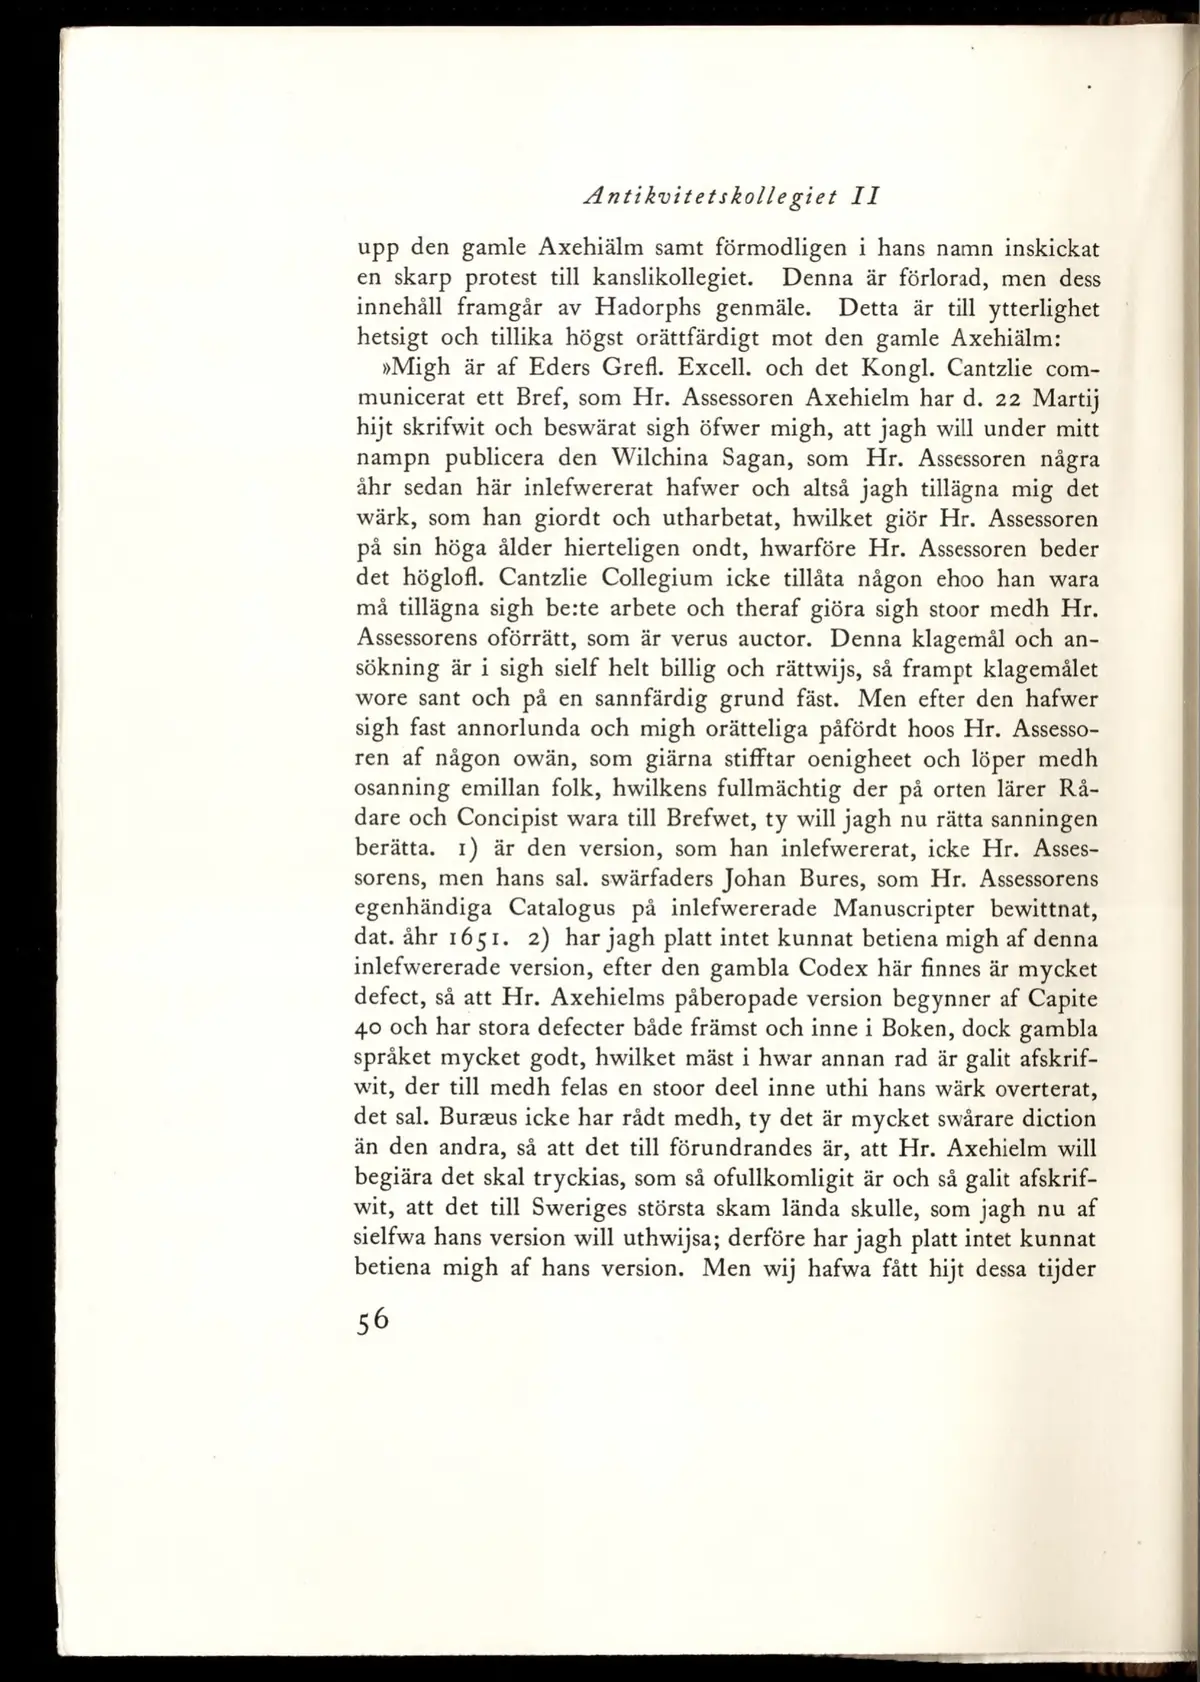 Antikvitetskollegiet II
upp den gamle Axehiälm samt förmodligen i hans namn inskickat
en skarp protest till kanslikollegiet. Denna är förlorad, men dess
innehåll framgår av Hadorphs genmäle. Detta är till ytterlighet
hetsigt och tillika högst orättfärdigt mot den gamle Axehiälm:
»Migh är af Eders Grefl. Excell. och det Kongl. Cantzlie com-
municerat ett Bref, som Hr. Assessoren Axehielm har d. 22 Martij
hijt skrifwit och beswärat sigh öfwer migh, att jagh will under mitt
nampn publicera den Wilchina Sagan, som Hr. Assessoren några
åhr sedan här inlefwererat hafwer och altså jagh tillägna mig det
wärk, som han giordt och utharbetat, hwilket giör Hr. Assessoren
på sin höga ålder hierteligen ondt, hwarföre Hr. Assessoren beder
det höglofl. Cantzlie Collegium icke tillåta någon ehoo han wara
må tillägna sigh be:te arbete och theraf giöra sigh stoor medh Hr.
Assessorens oförrätt, som är verus auctor. Denna klagemål och an-
sökning är i sigh sielf helt billig och rättwijs, så frampt klagemålet
wore sant och på en sannfärdig grund fäst. Men efter den hafwer
sigh fast annorlunda och migh orätteliga påfördt hoos Hr. Assesso-
ren af någon owän, som giärna stifftar oenigheet och löper medh
osanning emillan folk, hwilkens fullmächtig der på orten lärer Rå-
dare och Concipist wara till Brefwet, ty will jagh nu rätta sanningen
berätta. 1) är den version, som han inlefwererat, icke Hr. Asses-
sorens, men hans sal. swärfaders Johan Bures, som Hr. Assessorens
egenhändiga Catalogus på inlefwererade Manuscripter bewittnat,
dat. åhr 1651. 2) har jagh platt intet kunnat betiena migh af denna
inlefwererade version, efter den gambla Codex här finnes är mycket
defect, så att Hr. Axehielms påberopade version begynner af Capite
40 och har stora defecter både främst och inne i Boken, dock gambla
språket mycket godt, hwilket mäst i hwar annan rad är galit afskrif-
wit, der till medh felas en stoor deel inne uthi hans wärk overterat,
det sal. Buræus icke har rådt medh, ty det är mycket swårare diction
än den andra, så att det till förundrandes är, att Hr. Axehielm will
begiära det skal tryckias, som så ofullkomligit är och så galit afskrif-
wit, att det till Sweriges största skam lända skulle, som jagh nu af
sielfwa hans version will uthwijsa; derföre har jagh platt intet kunnat
betiena migh af hans version. Men wij hafwa fått hijt dessa tijder
56